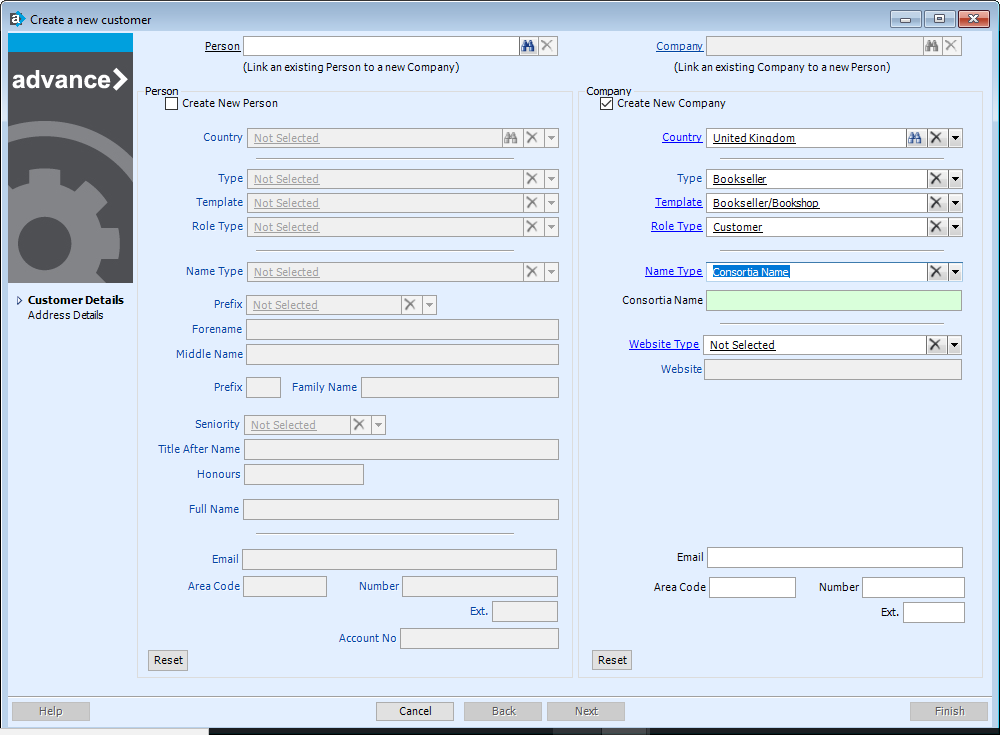 Create a new customer
advance
Customer Details
Address Details
Person
(Link an existing Person to a new Company)
Company
(Link an existing Company to a new Person)
Person
Create New Person
Country Not Selected
Type Not Selected
Template Not Selected
Role Type Not Selected
Name Type Not Selected
Prefix Not Selected
Forename
Middle Name
Prefix Family Name
Seniority Not Selected
Title After Name
Honours
Full Name
Email
Area Code Number
Ext.
Account No
Reset
Company
Create New Company
Country United Kingdom
Type Bookseller
Template Bookseller/Bookshop
Role Type Customer
Name Type Consortia Name
Consortia Name
Website Type Not Selected
Website
Email
Area Code Number
Ext.
Reset
Help Cancel Back Next Finish